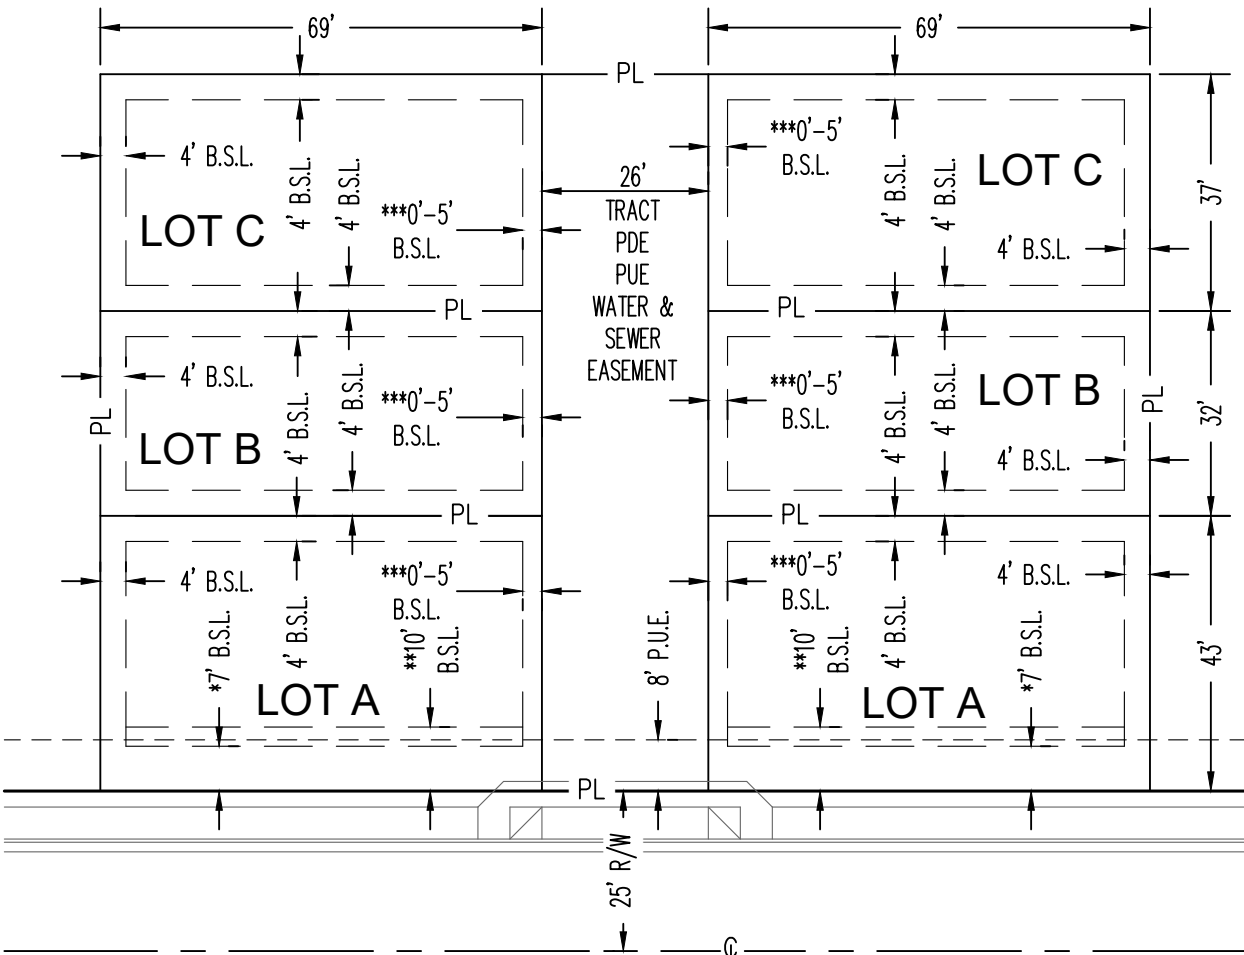 69'
69'
PL
***0'-5'
B.S.L.
4' B.S.L.
4' B.S.L.
4' B.S.L.
LOT C
***0'-5'
B.S.L.
26'
TRACT
PDE
PUE
WATER &
SEWER
EASEMENT
4' B.S.L.
4' B.S.L.
LOT C
4' B.S.L.
37'
PL
PL
4' B.S.L.
4' B.S.L.
4' B.S.L.
***0'-5'
B.S.L.
LOT B
PL
***0'-5'
B.S.L.
4' B.S.L.
4' B.S.L.
LOT B
4' B.S.L.
PL
32'
PL
PL
4' B.S.L.
***0'-5'
B.S.L.
*7' B.S.L.
4' B.S.L.
**10'
B.S.L.
LOT A
8' P.U.E.
***0'-5'
B.S.L.
**10'
B.S.L.
4' B.S.L.
4' B.S.L.
*7' B.S.L.
LOT A
43'
PL
25' R/W
℄